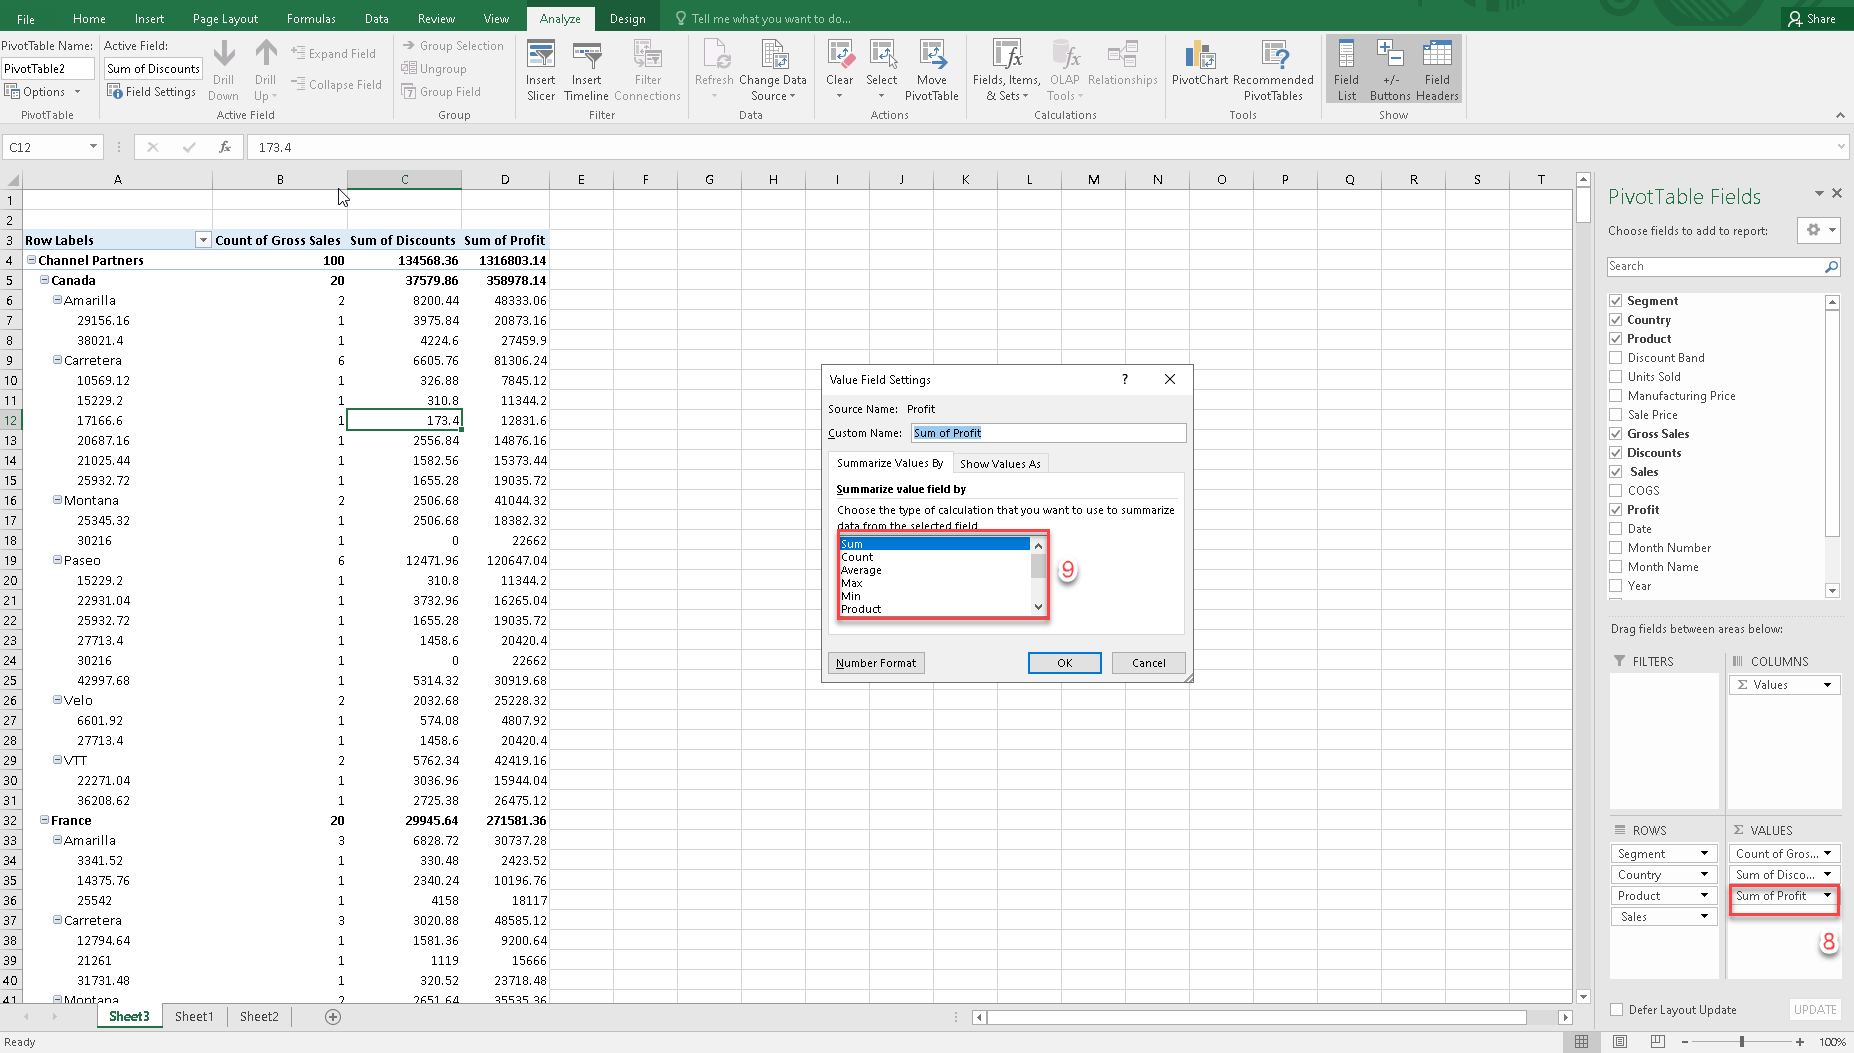 File Home Insert Page Layout Formulas Data Review View Analyze Design Tell me what you want to do... Share
PivotTable Name:
PivotTable2
Options
PivotTable
Active Field:
Sum of Discounts
Field Settings
Drill Down
Drill Up
Expand Field
Collapse Field
Active Field
Group Selection
Ungroup
Group Field
Group
Insert Slicer
Insert Timeline
Filter Connections
Filter
Refresh
Change Data Source
Data
Clear
Select
Move PivotTable
Actions
Fields, Items, & Sets
OLAP Tools
Relationships
Calculations
PivotChart
Recommended PivotTables
Tools
Field List
+/- Buttons
Field Headers
Show
C12 fx 173.4
A B C D E F G H I J K L M N O P Q R S T
1
2
3 Row Labels Count of Gross Sales Sum of Discounts Sum of Profit
4 Channel Partners 100 134568.36 1316803.14
5 Canada 20 37579.86 358978.14
6 Amarilla 2 8200.44 48333.06
7 29156.16 1 3975.84 20873.16
8 38021.4 1 4224.6 27459.9
9 Carretera 6 6605.76 81306.24
10 10569.12 1 326.88 7845.12
11 15229.2 1 310.8 11344.2
12 17166.6 1 173.4 12831.6
13 20687.16 1 2556.84 14876.16
14 21025.44 1 1582.56 15373.44
15 25932.72 1 1655.28 19035.72
16 Montana 2 2506.68 41044.32
17 25345.32 1 2506.68 18382.32
18 30216 1 0 22662
19 Paseo 6 12471.96 120647.04
20 15229.2 1 310.8 11344.2
21 22931.04 1 3732.96 16265.04
22 25932.72 1 1655.28 19035.72
23 27713.4 1 1458.6 20420.4
24 30216 1 0 22662
25 42997.68 1 5314.32 30919.68
26 Velo 2 2032.68 25228.32
27 6601.92 1 574.08 4807.92
28 27713.4 1 1458.6 20420.4
29 VTT 2 5762.34 42419.16
30 22271.04 1 3036.96 15944.04
31 36208.62 1 2725.38 26475.12
32 France 20 29945.64 271581.36
33 Amarilla 3 6828.72 30737.28
34 3341.52 1 330.48 2423.52
35 14375.76 1 2340.24 10196.76
36 25542 1 4158 18117
37 Carretera 3 3020.88 48585.12
38 12794.64 1 1581.36 9200.64
39 21261 1 1119 15666
40 31731.48 1 320.52 23718.48
41 Montana 2 2651.64 35535.36
Value Field Settings ?
Source Name: Profit
Custom Name: Sum of Profit
Summarize Values By Show Values As
Summarize value field by
Choose the type of calculation that you want to use to summarize
data from the selected field
Sum
Count
Average
Max
Min
Product
9
Number Format OK Cancel
PivotTable Fields
Choose fields to add to report:
Search
Segment
Country
Product
Discount Band
Units Sold
Manufacturing Price
Sale Price
Gross Sales
Discounts
Sales
COGS
Profit
Date
Month Number
Month Name
Year
Drag fields between areas below:
FILTERS
COLUMNS
Σ Values
ROWS
Segment
Country
Product
Sales
Σ VALUES
Count of Gros...
Sum of Disco...
Sum of Profit
8
Defer Layout Update UPDATE
Sheet3 Sheet1 Sheet2
Ready 100%